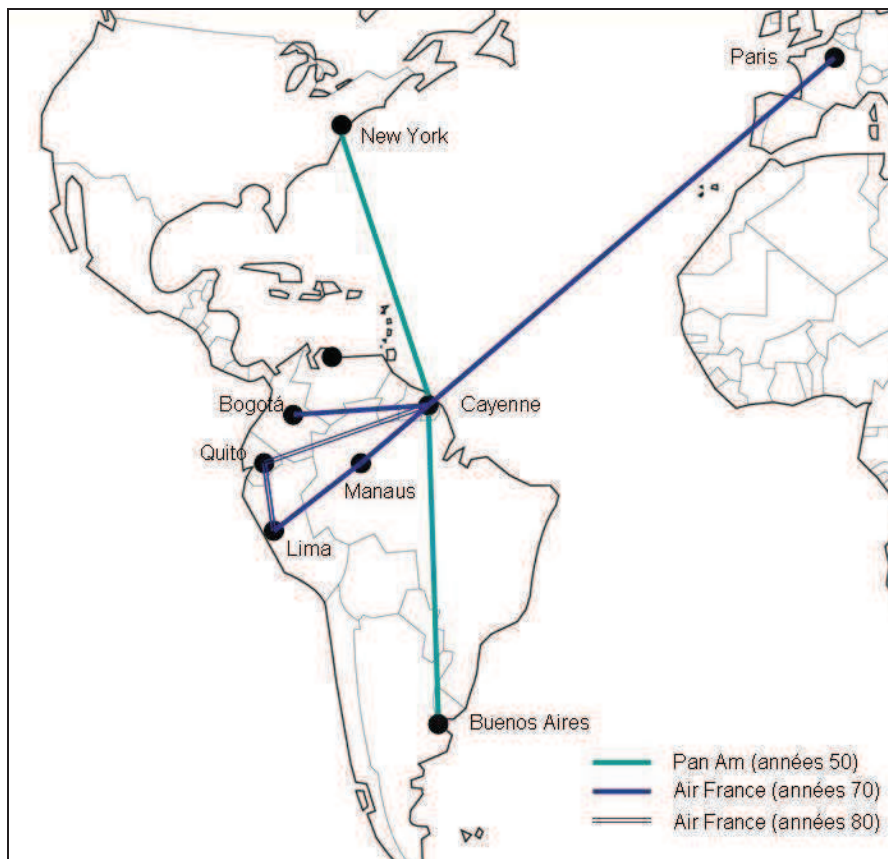 Paris
New York
Bogotá
Cayenne
Quito
Manaus
Lima
Buenos Aires
Pan Am (années 50)
Air France (années 70)
Air France (années 80)